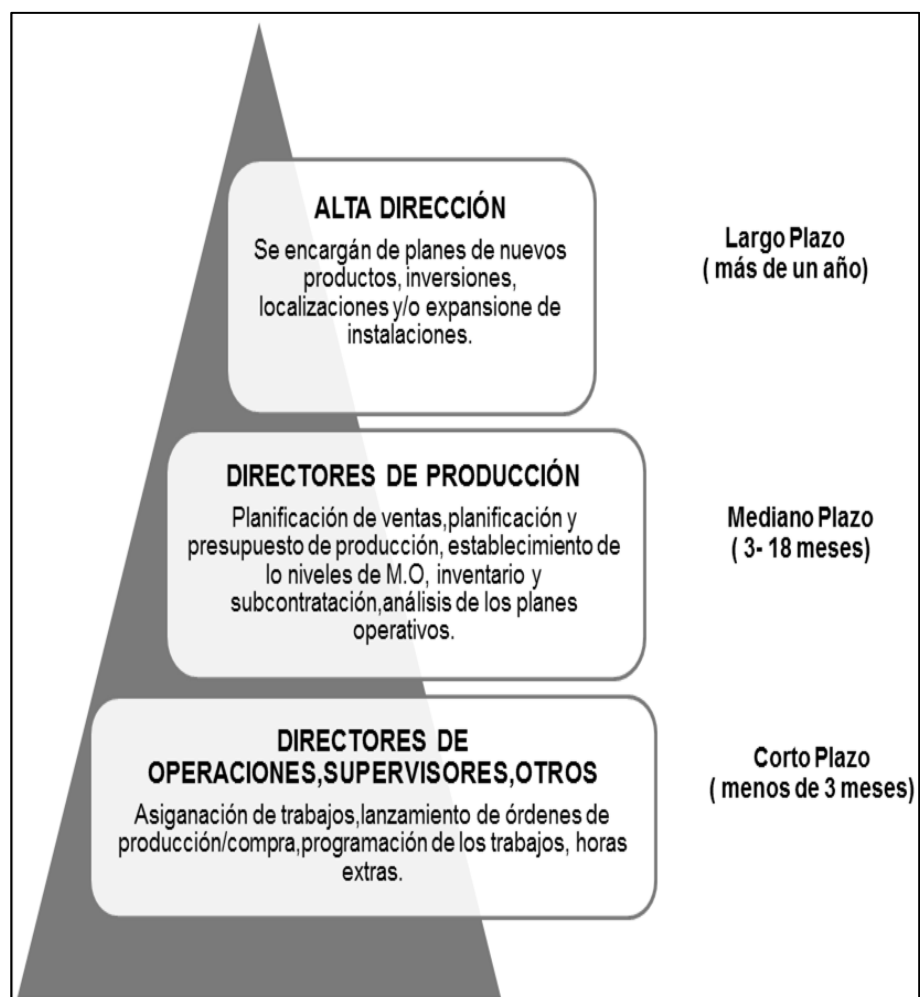 ALTA DIRECCIÓN
Se encargán de planes de nuevos
productos, inversiones,
localizaciones y/o expansione de
instalaciones.
Largo Plazo
( más de un año)
DIRECTORES DE PRODUCCIÓN
Planificación de ventas,planificación y
presupuesto de producción, establecimiento de
lo niveles de M.O, inventario y
subcontratación,análisis de los planes
operativos.
Mediano Plazo
( 3- 18 meses)
DIRECTORES DE
OPERACIONES,SUPERVISORES,OTROS
Asiganación de trabajos,lanzamiento de órdenes de
producción/compra,programación de los trabajos, horas
extras.
Corto Plazo
( menos de 3 meses)